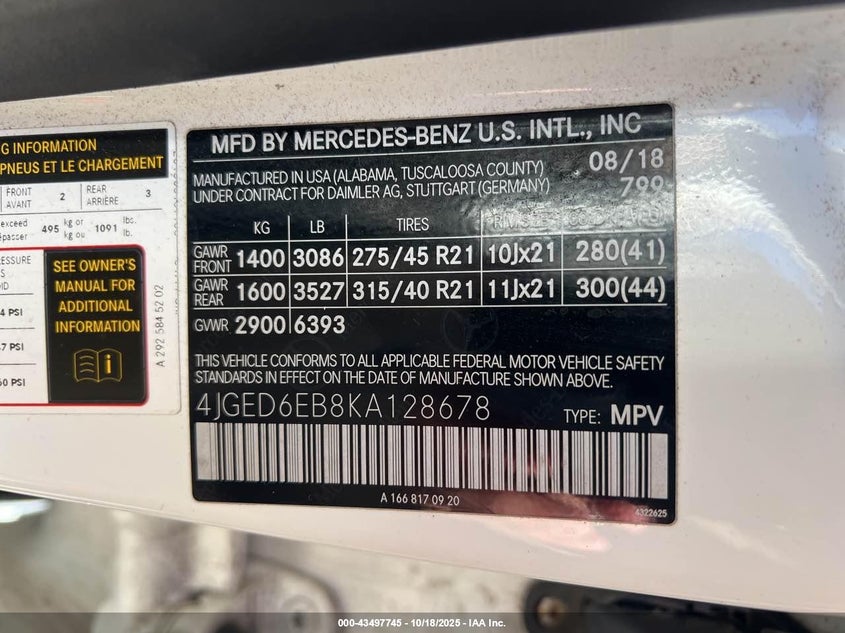 G INFORMATION
PNEUS ET LE CHARGEMENT
FRONT AVANT 2 REAR ARRIÈRE 3
exceed 495 kg or kg ou 1091 lbs. lb.
SEE OWNER'S
MANUAL FOR
ADDITIONAL
INFORMATION
4 PSI
7 PSI
60 PSI
A 292 584 52 02
MFD BY MERCEDES-BENZ U.S. INTL., INC
MANUFACTURED IN USA (ALABAMA, TUSCALOOSA COUNTY) 08/18
UNDER CONTRACT FOR DAIMLER AG, STUTTGART (GERMANY) 799
KG LB TIRES
GAWR FRONT 1400 3086 275/45 R21 10Jx21 280(41)
GAWR REAR 1600 3527 315/40 R21 11Jx21 300(44)
GVWR 2900 6393
THIS VEHICLE CONFORMS TO ALL APPLICABLE FEDERAL MOTOR VEHICLE SAFETY
STANDARDS IN EFFECT ON THE DATE OF MANUFACTURE SHOWN ABOVE.
4JGED6EB8KA128678 TYPE: MPV
A 166 817 09 20
4322625
000-43497745 - 10/18/2025 - IAA Inc.